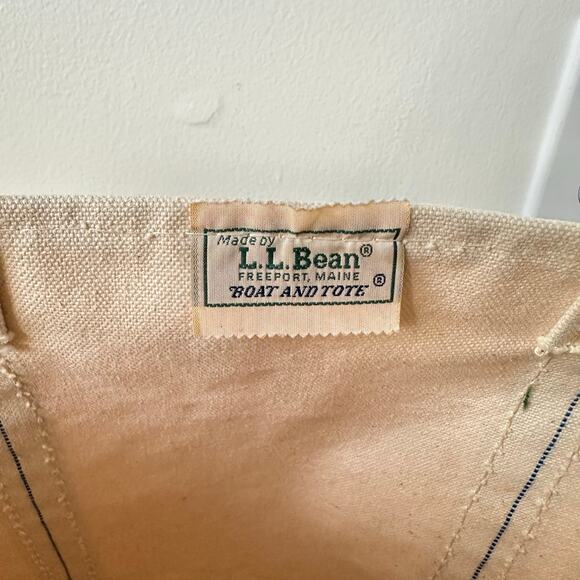 Made by
L.L.Bean®
FREEPORT, MAINE
"BOAT AND TOTE"®